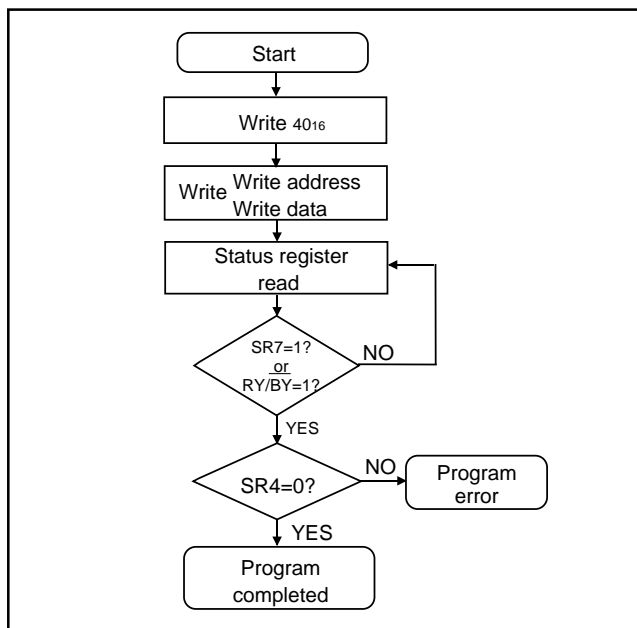 Start
Write 40₁₆
Write Write address
Write data
Status register
read
SR7=1?
or
RY/B̅Y̅=1?
NO
YES
SR4=0?
NO
Program
error
YES
Program
completed